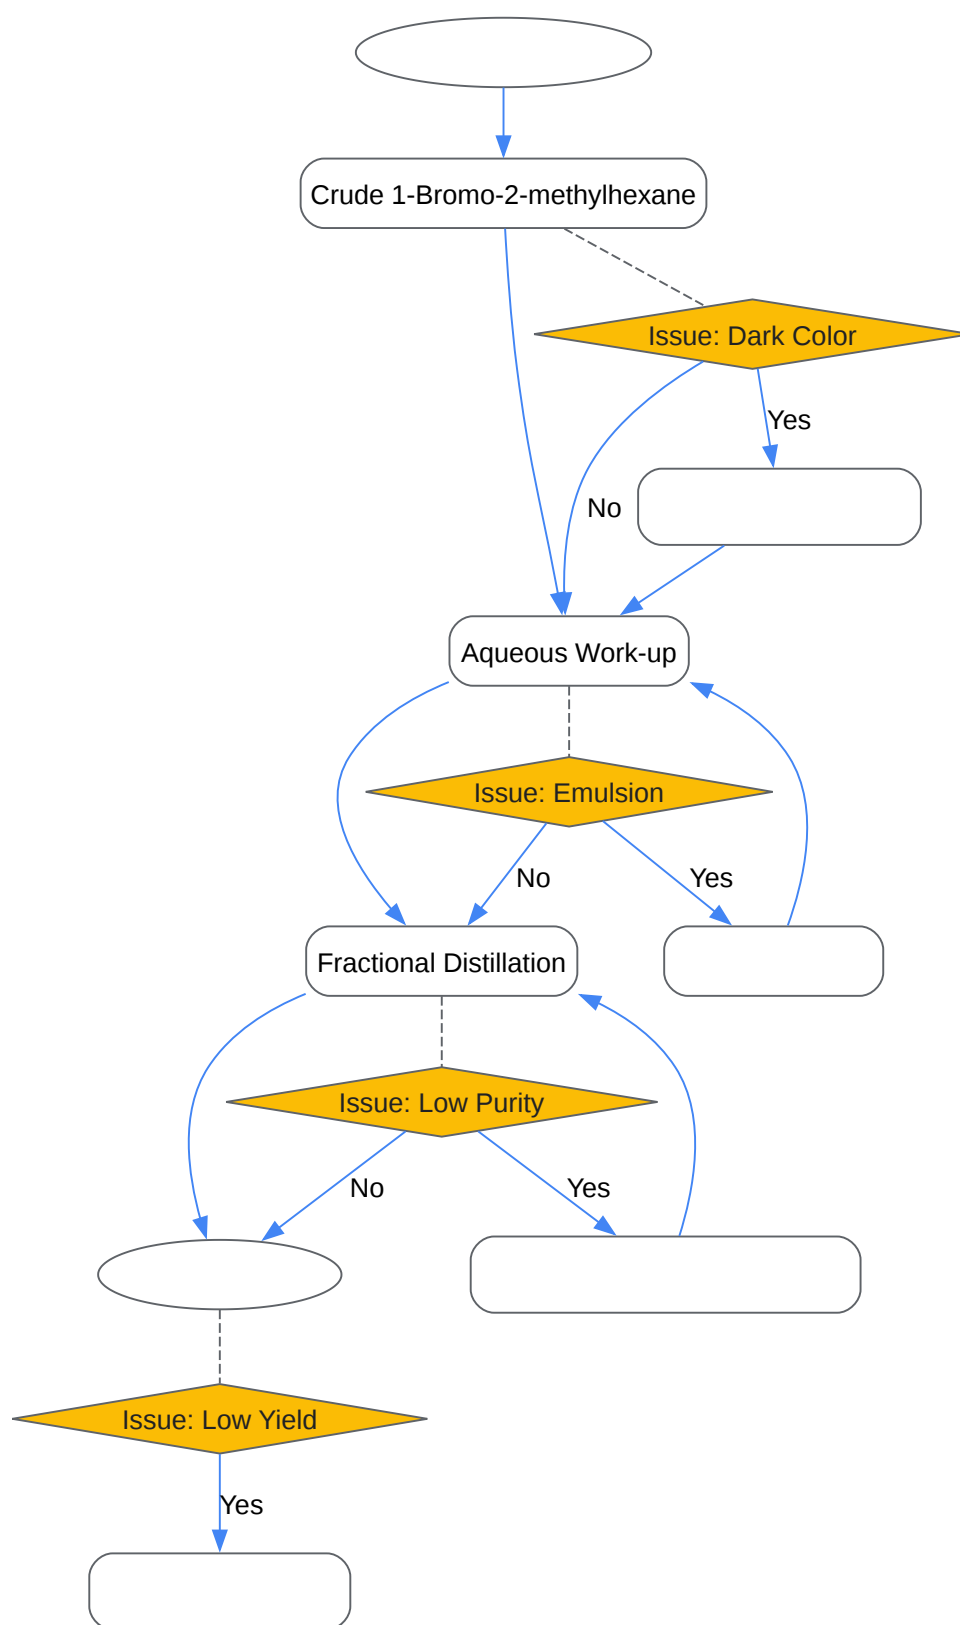 Crude 1-Bromo-2-methylhexane
Issue: Dark Color
Yes
No
Aqueous Work-up
Issue: Emulsion
No
Yes
Fractional Distillation
Issue: Low Purity
No
Yes
Issue: Low Yield
Yes